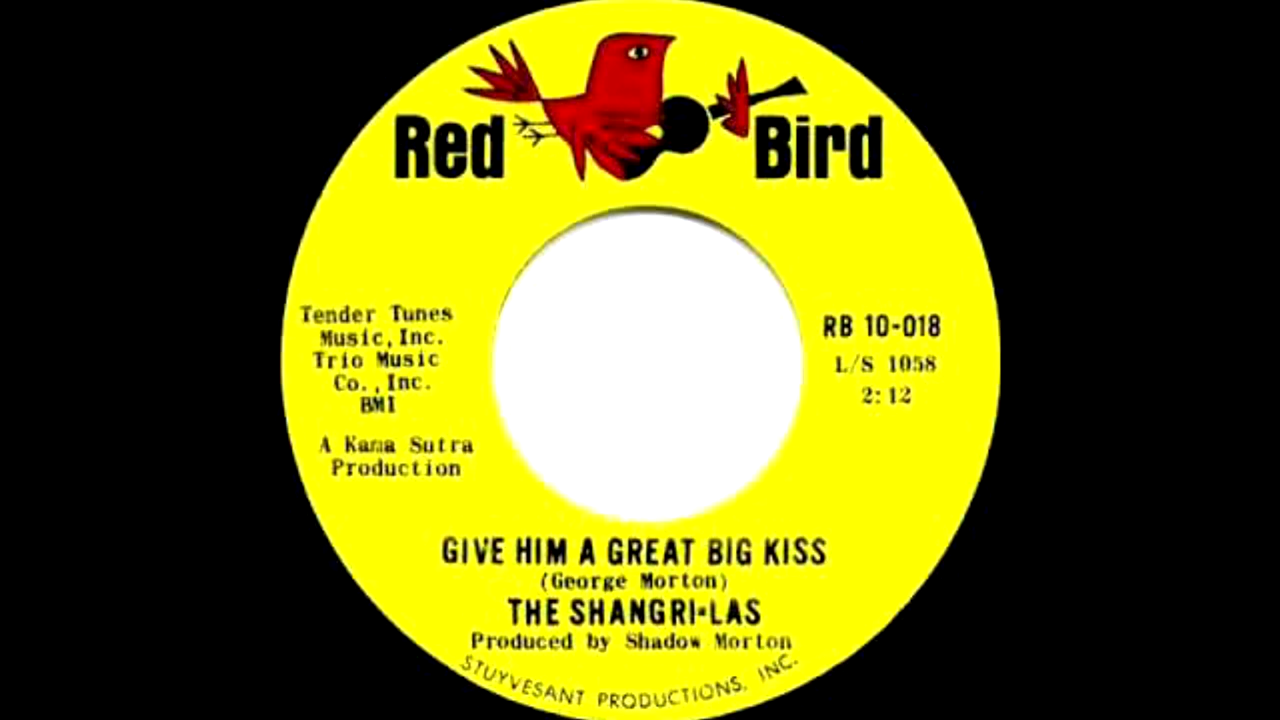 Red Bird
Tender Tunes
Music, Inc.
Trio Music
Co., Inc.
BMI
A Kama Sutra
Production
RB 10-018
L/S 1058
2:12
GIVE HIM A GREAT BIG KISS
(George Morton)
THE SHANGRI-LAS
Produced by Shadow Morton
STUYVESANT PRODUCTIONS, INC.